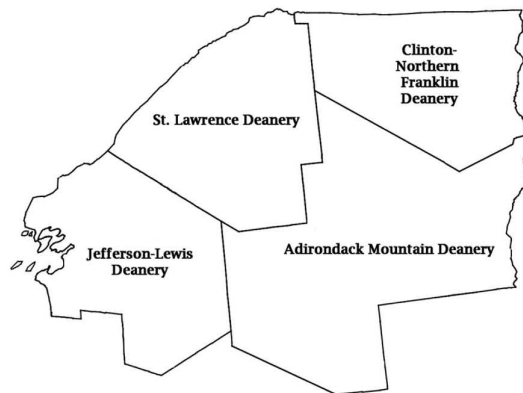 Clinton-
Northern
Franklin
Deanery
St. Lawrence Deanery
Jefferson-Lewis
Deanery
Adirondack Mountain Deanery